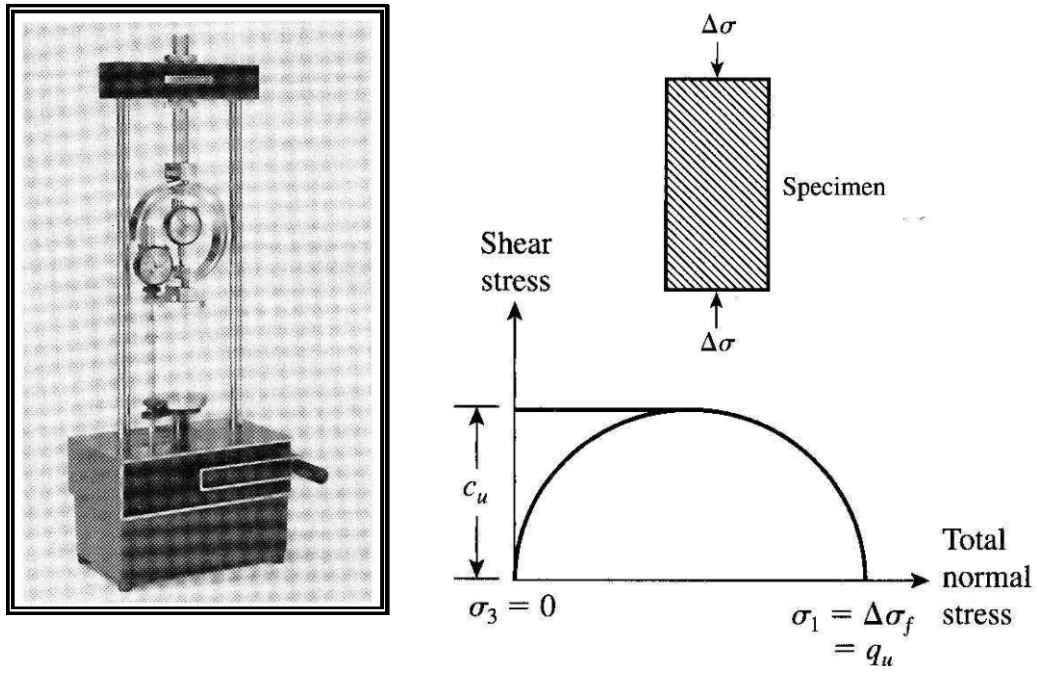 Δσ
Specimen
Δσ
Shear
stress
c_u
σ₃ = 0
σ₁ = Δσ_f
= q_u
Total
normal
stress